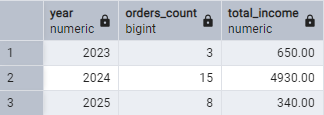 year orders_count total_income
numeric bigint numeric
1 2023 3 650.00
2 2024 15 4930.00
3 2025 8 340.00